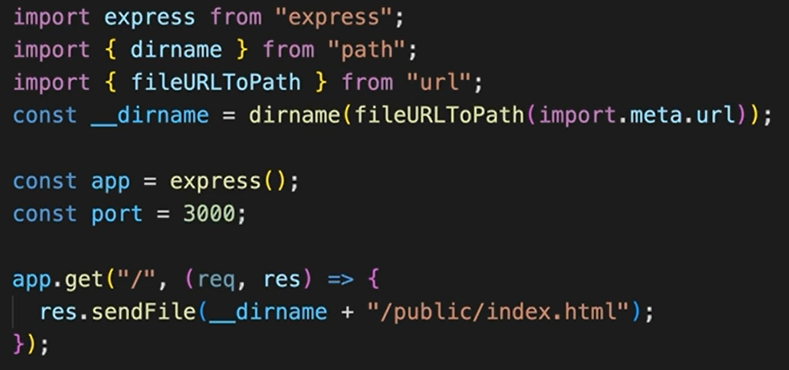 import express from "express";
import { dirname } from "path";
import { fileURLToPath } from "url";
const __dirname = dirname(fileURLToPath(import.meta.url));
const app = express();
const port = 3000;
app.get("/", (req, res) => {
  res.sendFile(__dirname + "/public/index.html");
});